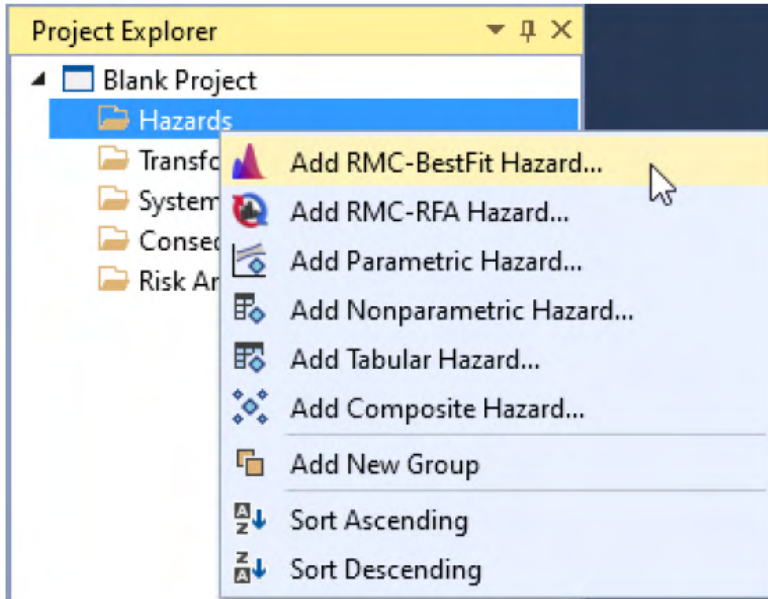 Project Explorer
Blank Project
Hazards
Transfo
System
Consec
Risk Ar
Add RMC-BestFit Hazard...
Add RMC-RFA Hazard...
Add Parametric Hazard...
Add Nonparametric Hazard...
Add Tabular Hazard...
Add Composite Hazard...
Add New Group
Sort Ascending
Sort Descending